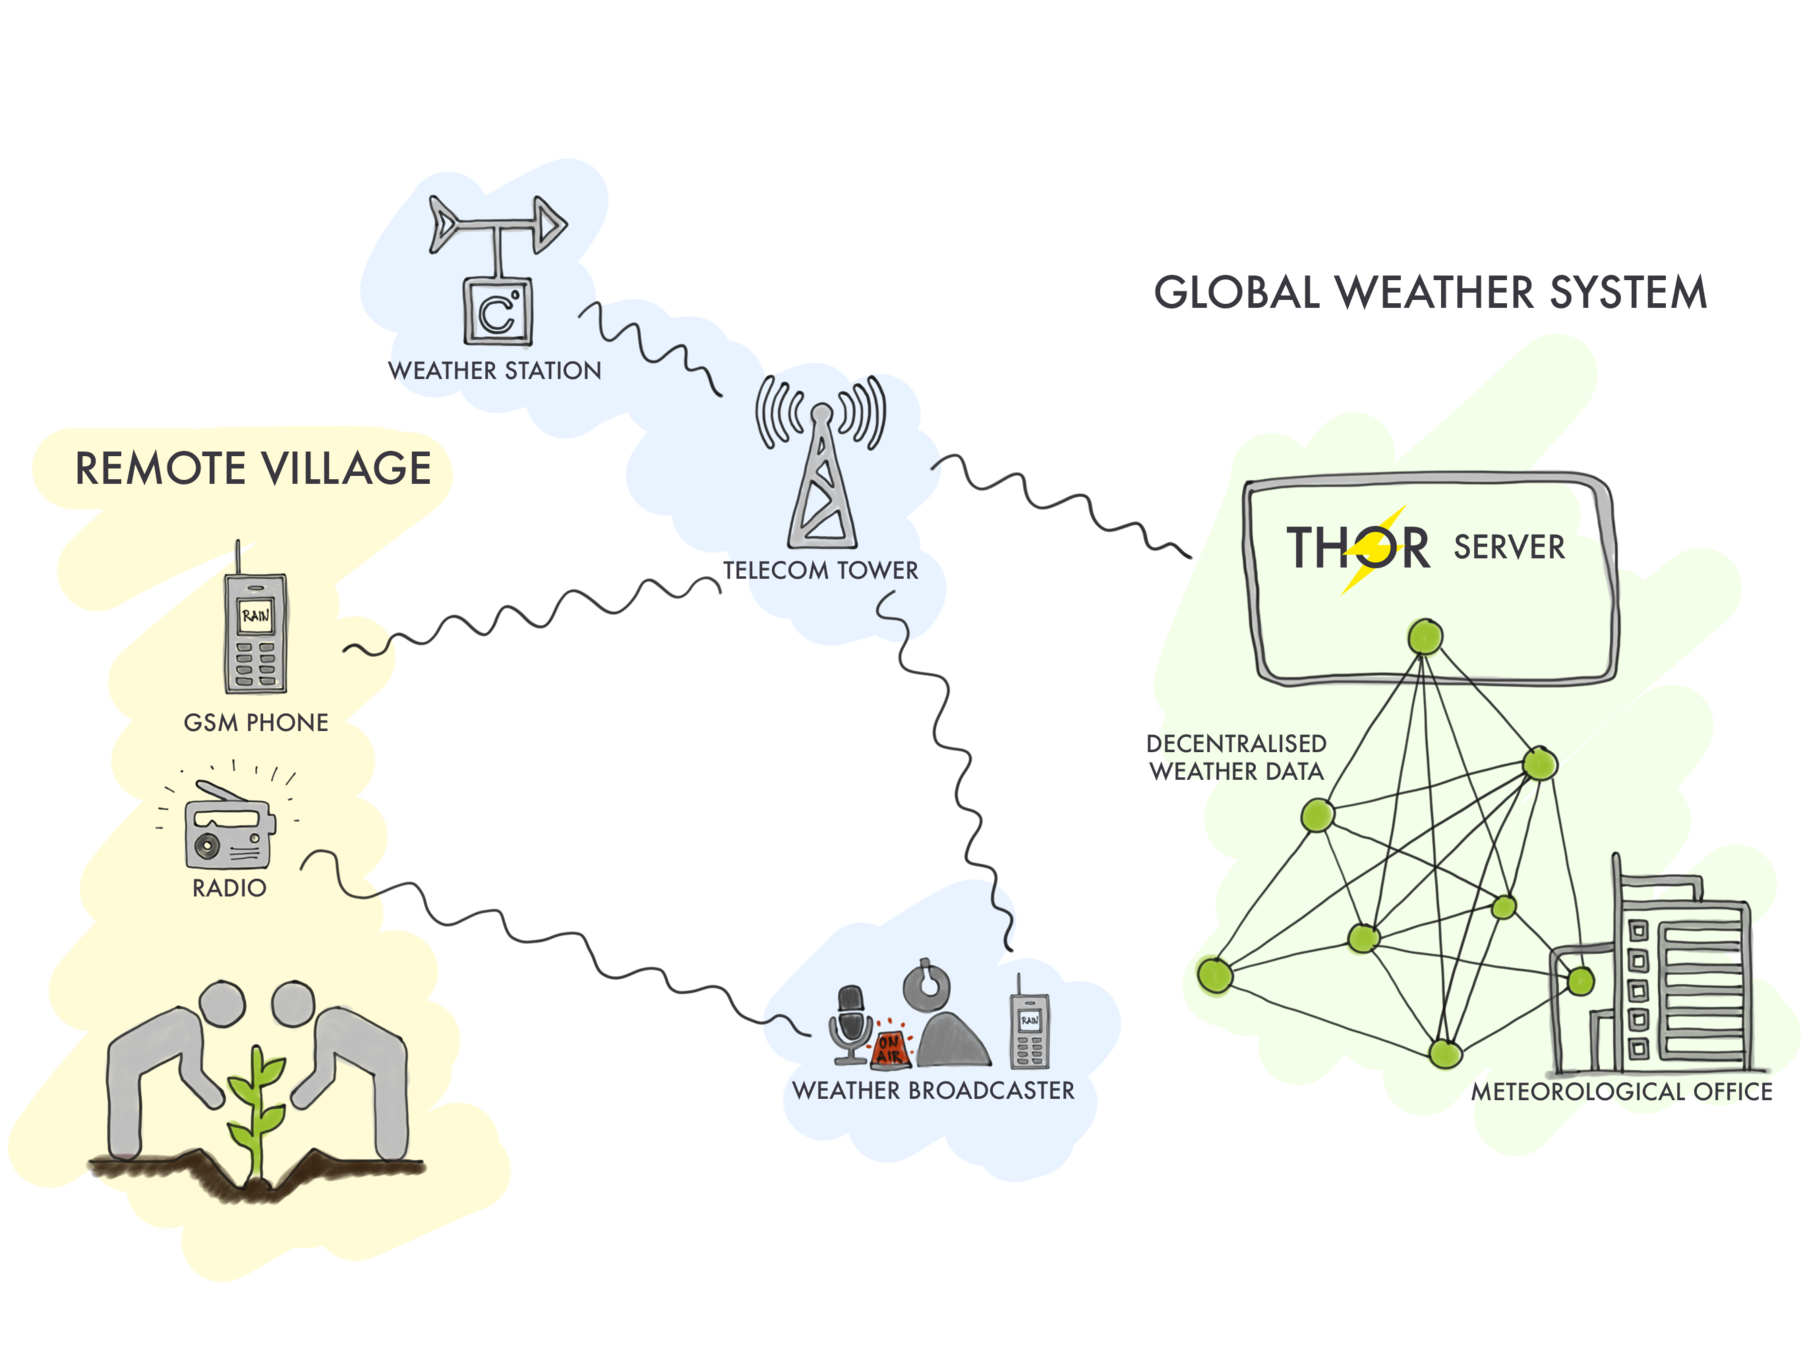 C°
WEATHER STATION
GLOBAL WEATHER SYSTEM
REMOTE VILLAGE
THOR SERVER
TELECOM TOWER
RAIN
GSM PHONE
DECENTRALISED
WEATHER DATA
RADIO
ON
AIR
RAIN
WEATHER BROADCASTER
METEOROLOGICAL OFFICE